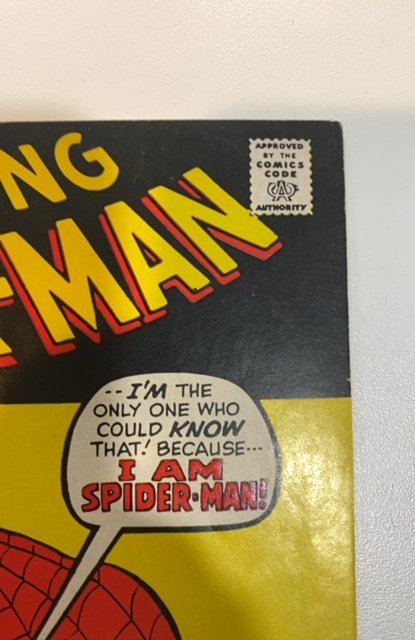 NG
-MAN
APPROVED
BY THE
COMICS
CODE
CA
AUTHORITY
--I'M THE
ONLY ONE WHO
COULD KNOW
THAT! BECAUSE...
I AM
SPIDER-MAN!